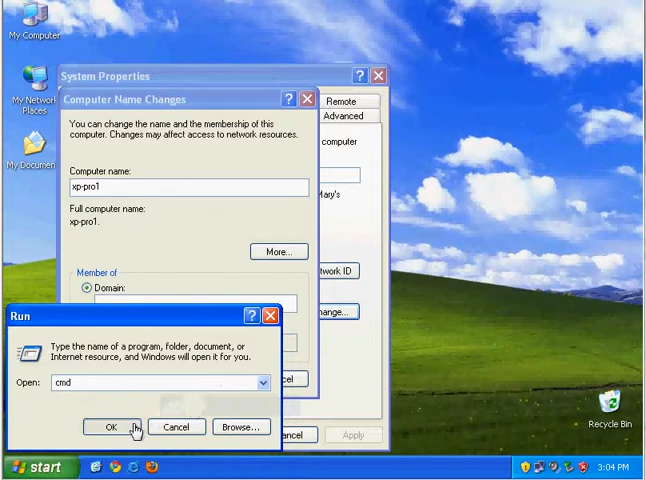 My Computer
My Network
Places
My Documen
System Properties
Computer Name Changes
Remote
Advanced
You can change the name and the membership of this
computer. Changes may affect access to network resources.
computer
Computer name:
xp-pro1
Mary's
Full computer name:
xp-pro1.
More...
Member of
twork ID
Domain:
ange...
Run
Type the name of a program, folder, document, or
Internet resource, and Windows will open it for you.
Open:
cmd
cel
OK
Cancel
Browse...
ancel
Apply
Recycle Bin
start
3:04 PM